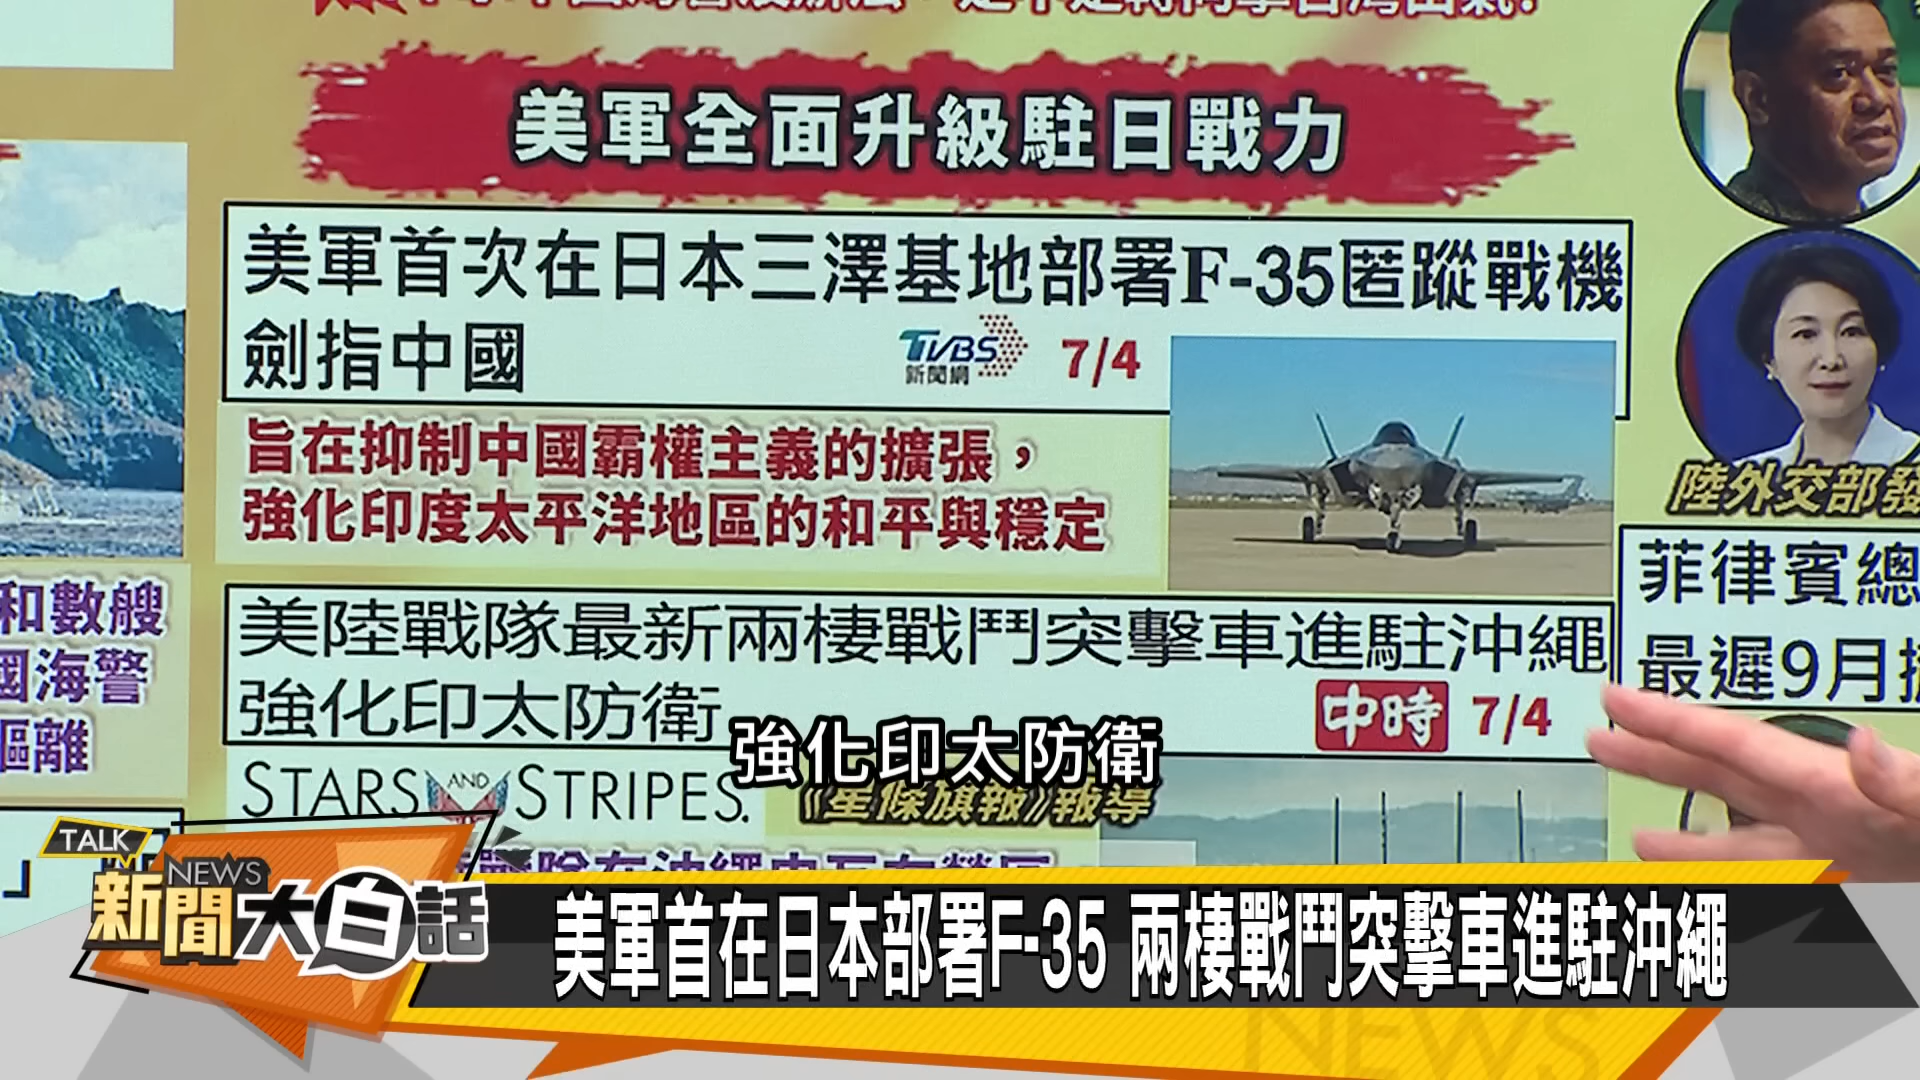 美軍全面升級駐日戰力
美軍首次在日本三澤基地部署F-35匿蹤戰機
劍指中國
TVBS
新聞網
7/4
旨在抑制中國霸權主義的擴張，
強化印度太平洋地區的和平與穩定
陸外交部發
和數艘
國海警
驅離
美陸戰隊最新兩棲戰鬥突擊車進駐沖繩
強化印太防衛
中時 7/4
菲律賓總
最遲9月
強化印太防衛
STARS AND STRIPES.
《星條旗報》報導
」
TALK
NEWS
新聞大白話
美軍首在日本部署F-35 兩棲戰鬥突擊車進駐沖繩
NEWS